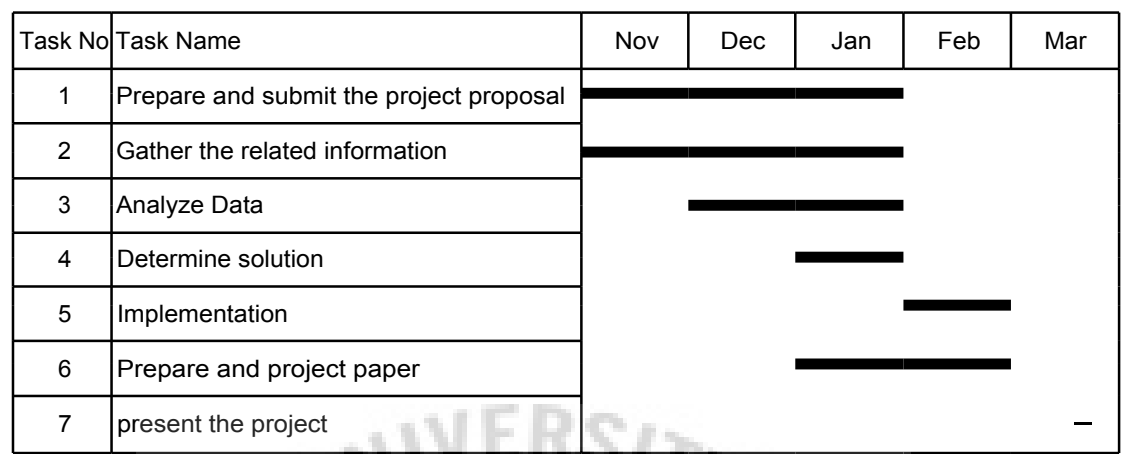 Task No Task Name Nov Dec Jan Feb Mar
1 Prepare and submit the project proposal
2 Gather the related information
3 Analyze Data
4 Determine solution
5 Implementation
6 Prepare and project paper
7 present the project